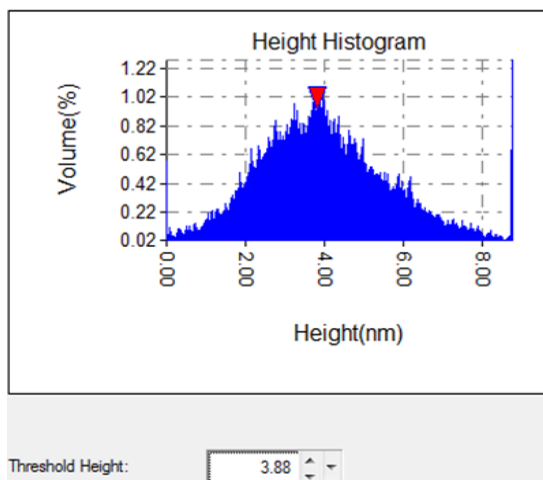 Height Histogram
Volume(%)
1.22
1.02
0.82
0.62
0.42
0.22
0.02
0.00 2.00 4.00 6.00 8.00
Height(nm)
Threshold Height: 3.88